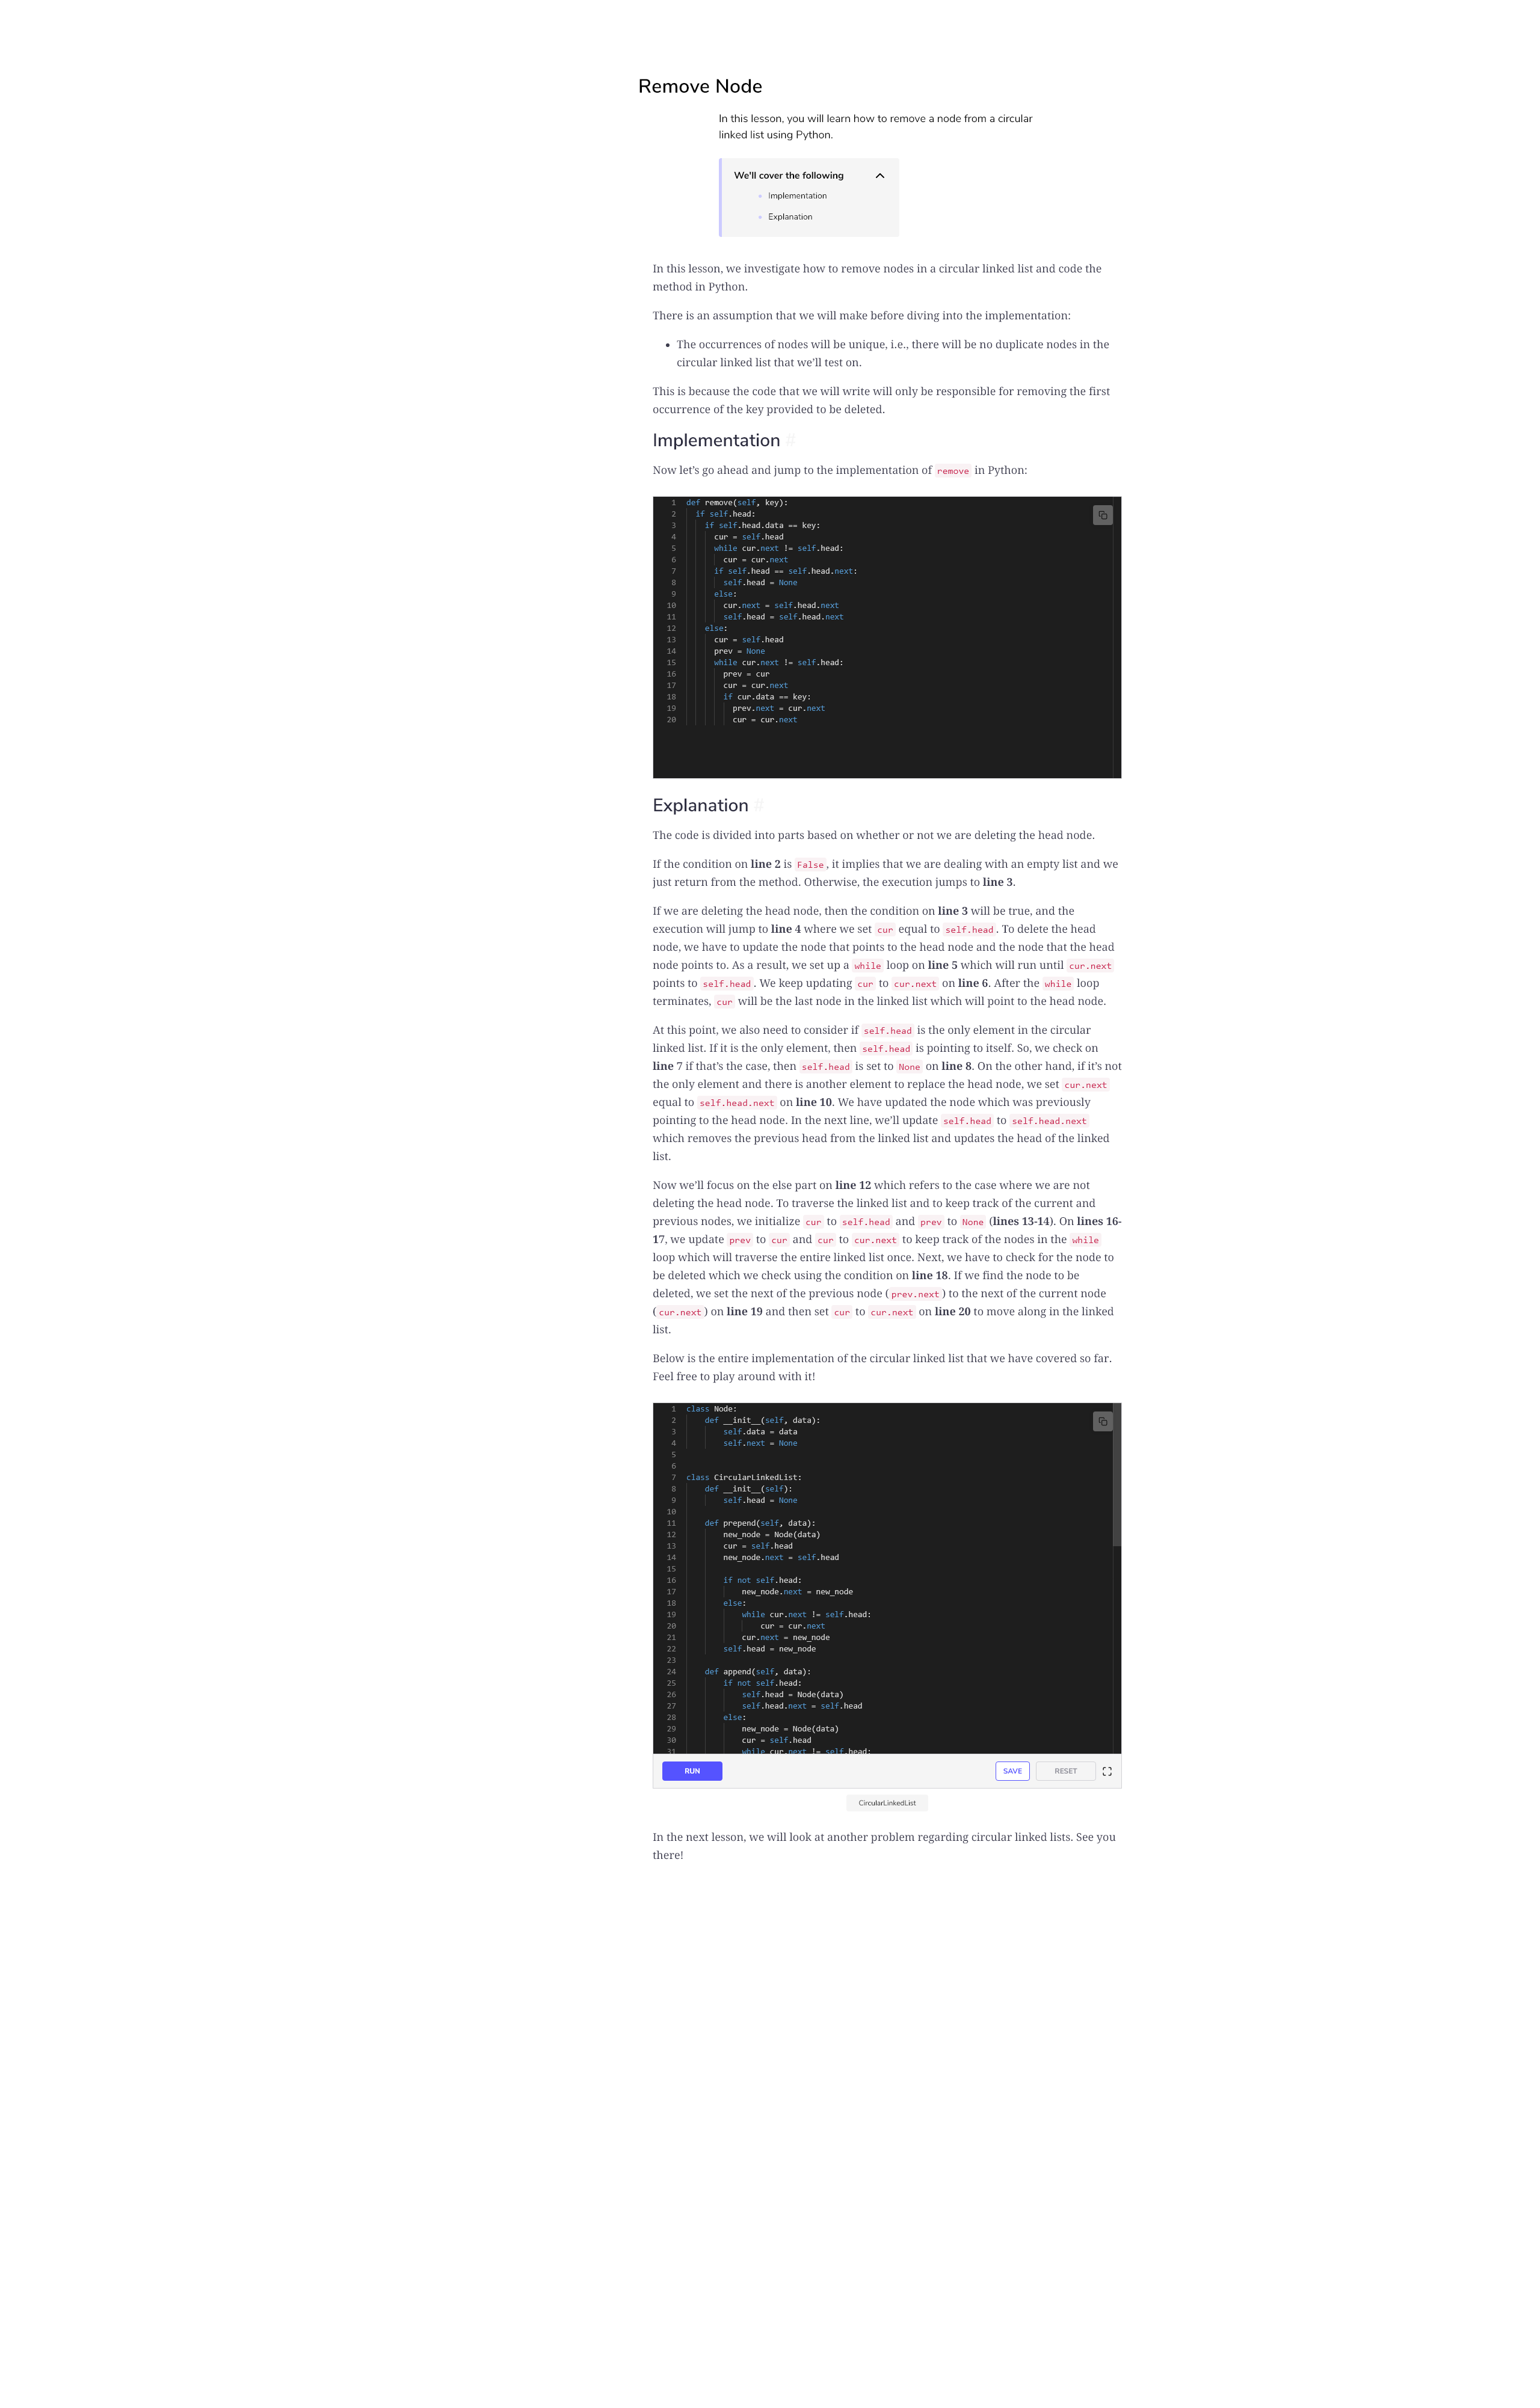 Remove Node
In this lesson, you will learn how to remove a node from a circular
linked list using Python.
We'll cover the following
Implementation
Explanation
In this lesson, we investigate how to remove nodes in a circular linked list and code the
method in Python.
There is an assumption that we will make before diving into the implementation:
• The occurrences of nodes will be unique, i.e., there will be no duplicate nodes in the
circular linked list that we’ll test on.
This is because the code that we will write will only be responsible for removing the first
occurrence of the key provided to be deleted.
Implementation #
Now let’s go ahead and jump to the implementation of remove in Python:
1 def remove(self, key):
2   if self.head:
3     if self.head.data == key:
4       cur = self.head
5       while cur.next != self.head:
6         cur = cur.next
7       if self.head == self.head.next:
8         self.head = None
9       else:
10         cur.next = self.head.next
11         self.head = self.head.next
12     else:
13       cur = self.head
14       prev = None
15       while cur.next != self.head:
16         prev = cur
17         cur = cur.next
18         if cur.data == key:
19           prev.next = cur.next
20           cur = cur.next
Explanation #
The code is divided into parts based on whether or not we are deleting the head node.
If the condition on line 2 is False, it implies that we are dealing with an empty list and we
just return from the method. Otherwise, the execution jumps to line 3.
If we are deleting the head node, then the condition on line 3 will be true, and the
execution will jump to line 4 where we set cur equal to self.head. To delete the head
node, we have to update the node that points to the head node and the node that the head
node points to. As a result, we set up a while loop on line 5 which will run until cur.next
points to self.head. We keep updating cur to cur.next on line 6. After the while loop
terminates, cur will be the last node in the linked list which will point to the head node.
At this point, we also need to consider if self.head is the only element in the circular
linked list. If it is the only element, then self.head is pointing to itself. So, we check on
line 7 if that’s the case, then self.head is set to None on line 8. On the other hand, if it’s not
the only element and there is another element to replace the head node, we set cur.next
equal to self.head.next on line 10. We have updated the node which was previously
pointing to the head node. In the next line, we’ll update self.head to self.head.next
which removes the previous head from the linked list and updates the head of the linked
list.
Now we’ll focus on the else part on line 12 which refers to the case where we are not
deleting the head node. To traverse the linked list and to keep track of the current and
previous nodes, we initialize cur to self.head and prev to None (lines 13-14). On lines 16-
17, we update prev to cur and cur to cur.next to keep track of the nodes in the while
loop which will traverse the entire linked list once. Next, we have to check for the node to
be deleted which we check using the condition on line 18. If we find the node to be
deleted, we set the next of the previous node (prev.next) to the next of the current node
(cur.next) on line 19 and then set cur to cur.next on line 20 to move along in the linked
list.
Below is the entire implementation of the circular linked list that we have covered so far.
Feel free to play around with it!
1 class Node:
2     def __init__(self, data):
3         self.data = data
4         self.next = None
5
6
7 class CircularLinkedList:
8     def __init__(self):
9         self.head = None
10
11     def prepend(self, data):
12         new_node = Node(data)
13         cur = self.head
14         new_node.next = self.head
15
16         if not self.head:
17             new_node.next = new_node
18         else:
19             while cur.next != self.head:
20                 cur = cur.next
21             cur.next = new_node
22         self.head = new_node
23
24     def append(self, data):
25         if not self.head:
26             self.head = Node(data)
27             self.head.next = self.head
28         else:
29             new_node = Node(data)
30             cur = self.head
31             while cur.next != self.head:
RUN SAVE RESET
CircularLinkedList
In the next lesson, we will look at another problem regarding circular linked lists. See you
there!